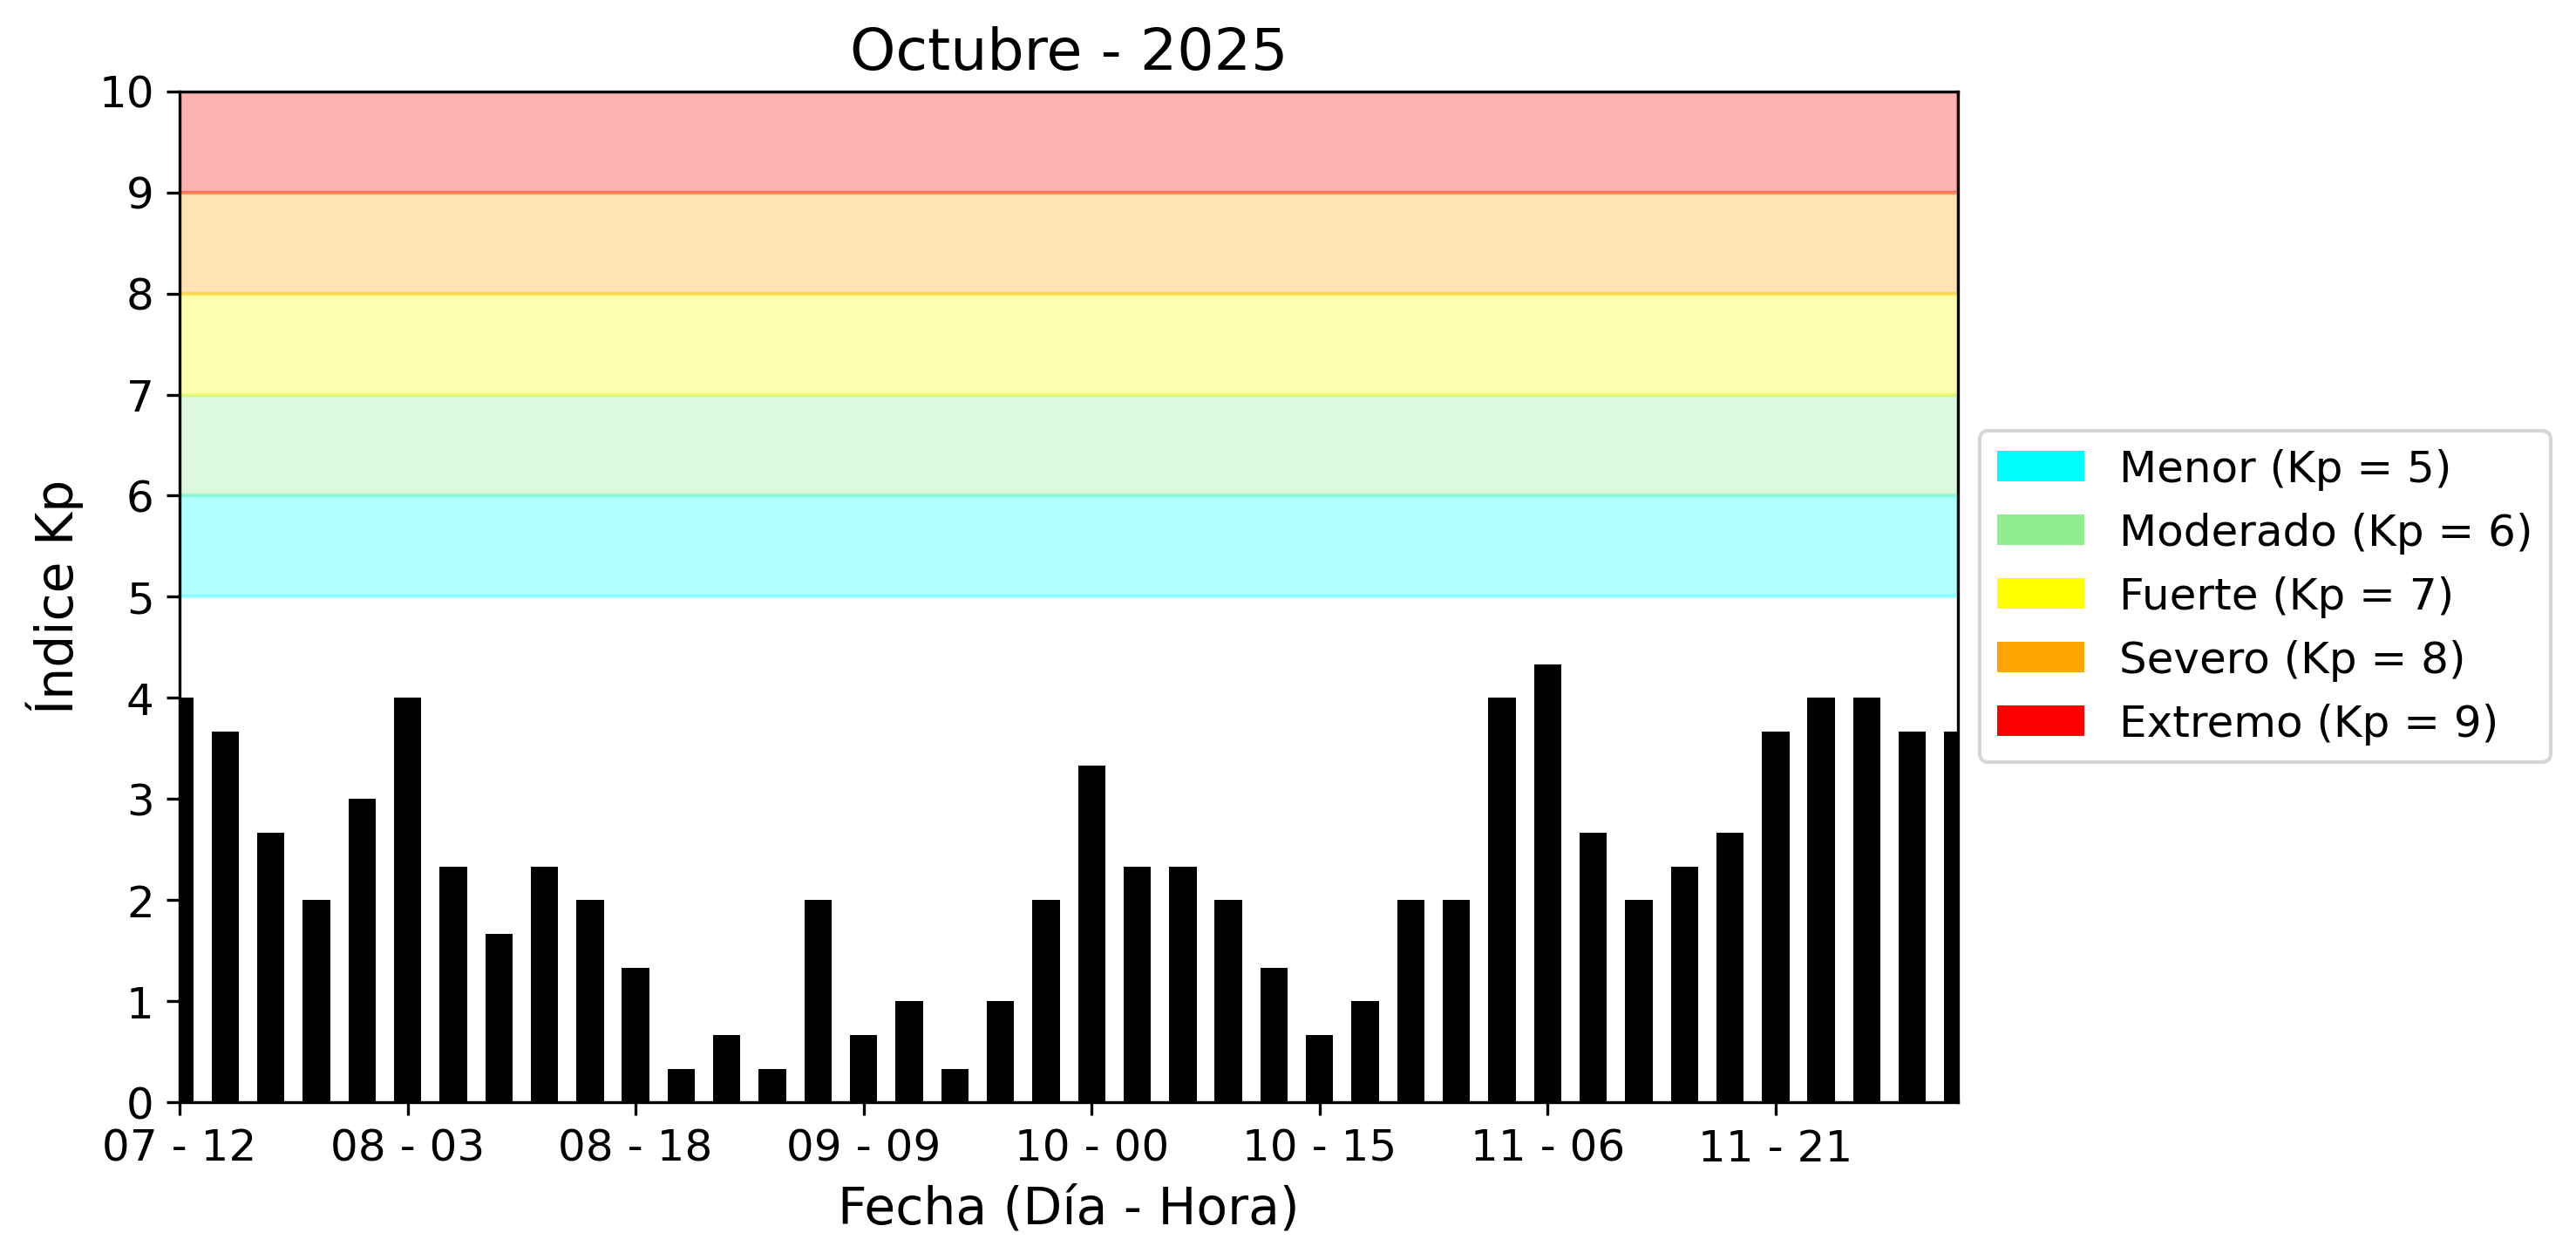 Octubre - 2025
10
9
8
7
6
5
4
3
2
1
0
Índice Kp
07 - 12
08 - 03
08 - 18
09 - 09
10 - 00
10 - 15
11 - 06
11 - 21
Fecha (Día - Hora)
Menor (Kp = 5)
Moderado (Kp = 6)
Fuerte (Kp = 7)
Severo (Kp = 8)
Extremo (Kp = 9)